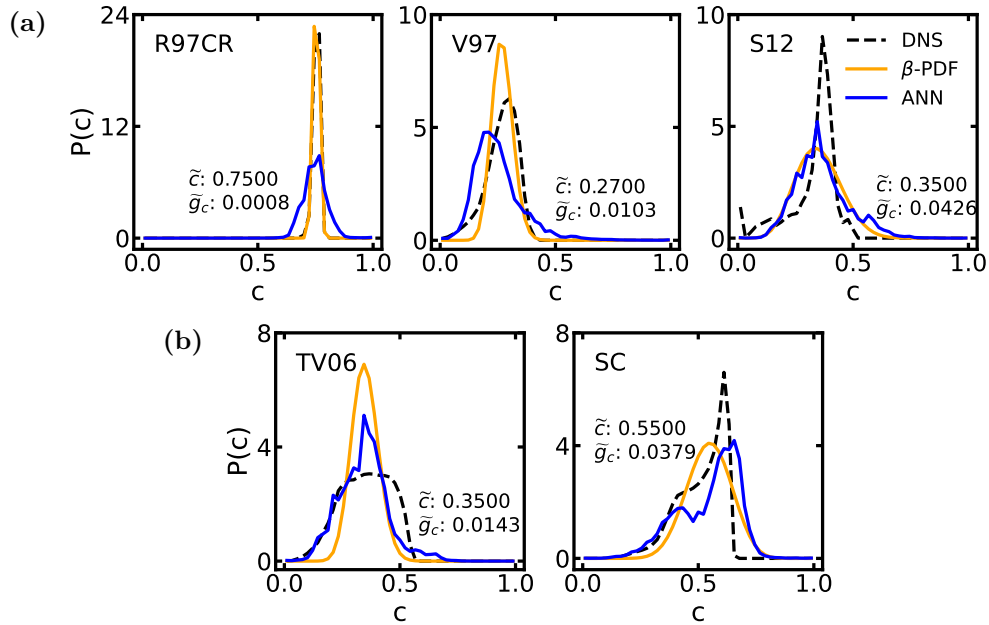 (a)
R97CR
V97
S12
24
12
0
P(c)
c̃: 0.7500
g̃c: 0.0008
0.0 0.5 1.0
c
10
5
0
c̃: 0.2700
g̃c: 0.0103
0.0 0.5 1.0
c
10
5
0
DNS
β-PDF
ANN
c̃: 0.3500
g̃c: 0.0426
0.0 0.5 1.0
c
(b)
TV06
8
4
0
P(c)
c̃: 0.3500
g̃c: 0.0143
0.0 0.5 1.0
c
SC
8
4
0
c̃: 0.5500
g̃c: 0.0379
0.0 0.5 1.0
c